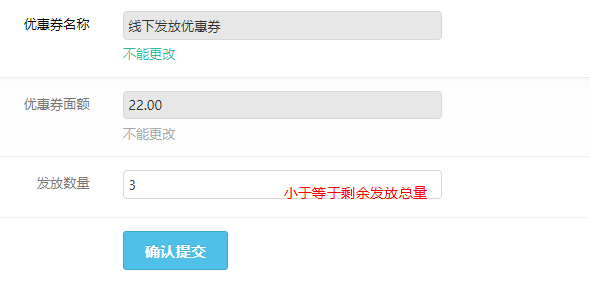 优惠券名称 线下发放优惠券
不能更改
优惠券面额 22.00
不能更改
发放数量 3 小于等于剩余发放总量
确认提交